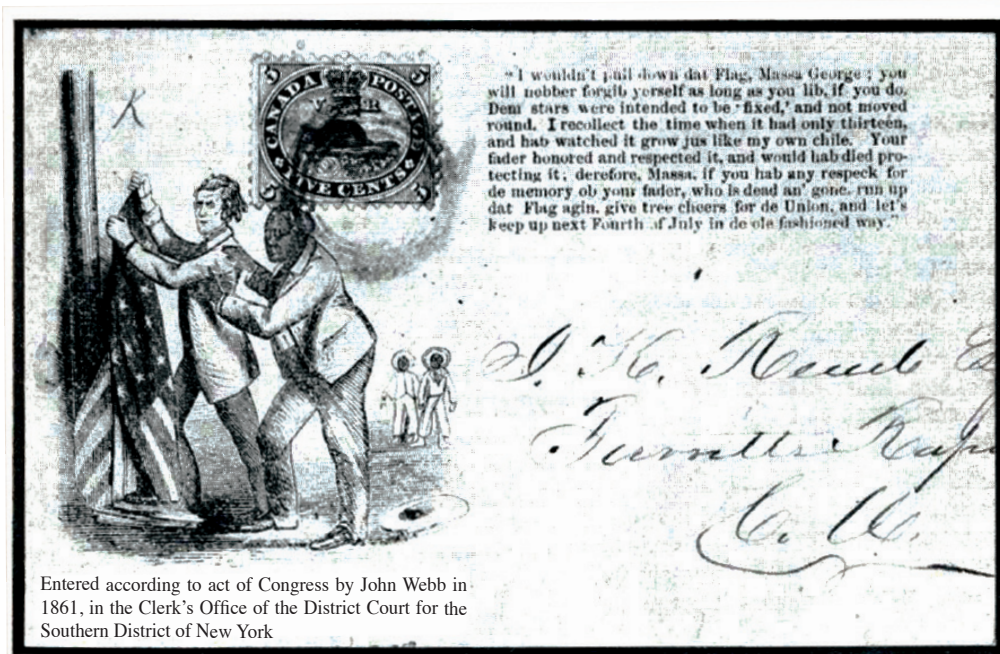 K
CANADA POSTAGE
5 5
V R
FIVE CENTS
5 5
"I wouldn't pull down dat Flag, Massa George ; you
will nebber forgib yerself as long as you lib, if you do.
Dem stars were intended to be 'fixed,' and not moved
round. I recollect the time when it had only thirteen,
and hab watched it grow jus like my own chile. Your
fader honored and respected it, and would hab died pro-
tecting it; derefore, Massa, if you hab any respeck for
de memory ob your fader, who is dead an' gone, run up
dat Flag agin, give tree cheers for de Union, and let's
keep up next Fourth of July in de ole fashioned way."
C. W.
Entered according to act of Congress by John Webb in
1861, in the Clerk's Office of the District Court for the
Southern District of New York